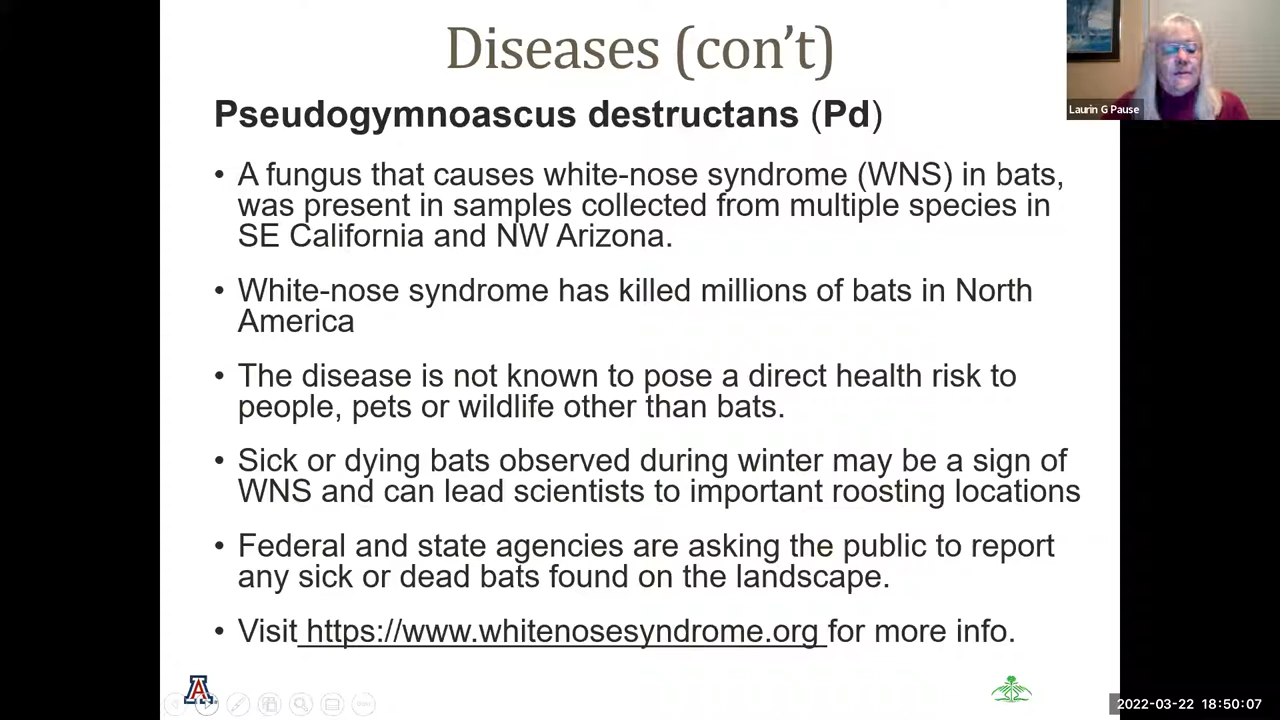 Diseases (con’t)
Laurin G Pause
Pseudogymnoascus destructans (Pd)
• A fungus that causes white-nose syndrome (WNS) in bats,
was present in samples collected from multiple species in
SE California and NW Arizona.
• White-nose syndrome has killed millions of bats in North
America
• The disease is not known to pose a direct health risk to
people, pets or wildlife other than bats.
• Sick or dying bats observed during winter may be a sign of
WNS and can lead scientists to important roosting locations
• Federal and state agencies are asking the public to report
any sick or dead bats found on the landscape.
• Visit https://www.whitenosesyndrome.org for more info.
A
2022-03-22 18:50:07